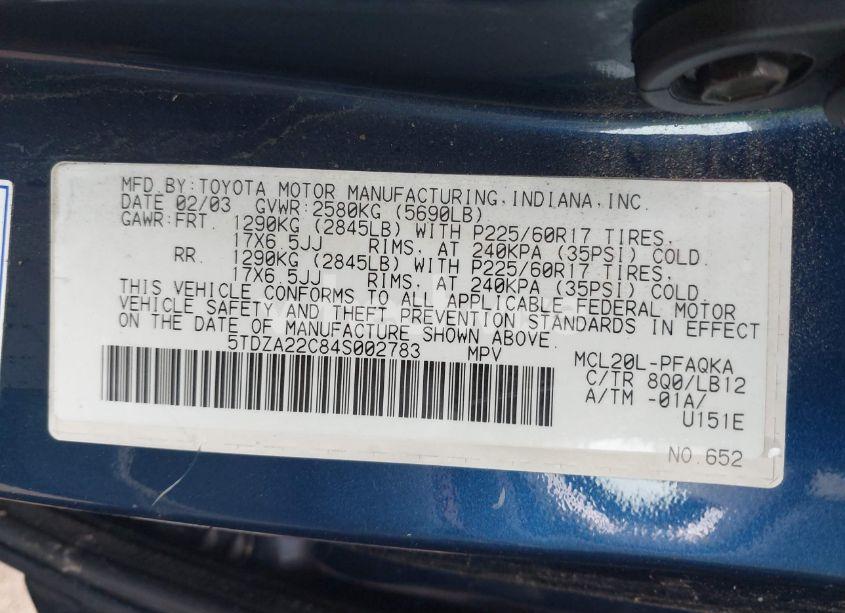 MFD.BY:TOYOTA MOTOR MANUFACTURING,INDIANA,INC.
DATE 02/03 GVWR:2580KG (5690LB)
GAWR:FRT. 1290KG (2845LB) WITH P225/60R17 TIRES,
17X6.5JJ RIMS, AT 240KPA (35PSI) COLD.
RR. 1290KG (2845LB) WITH P225/60R17 TIRES,
17X6.5JJ RIMS, AT 240KPA (35PSI) COLD.
THIS VEHICLE CONFORMS TO ALL APPLICABLE FEDERAL MOTOR
VEHICLE SAFETY AND THEFT PREVENTION STANDARDS IN EFFECT
ON THE DATE OF MANUFACTURE SHOWN ABOVE.
5TDZA22C84S002783 MPV
MCL20L-PFAQKA
C/TR 8Q0/LB12
A/TM -01A/
U151E
NO.652